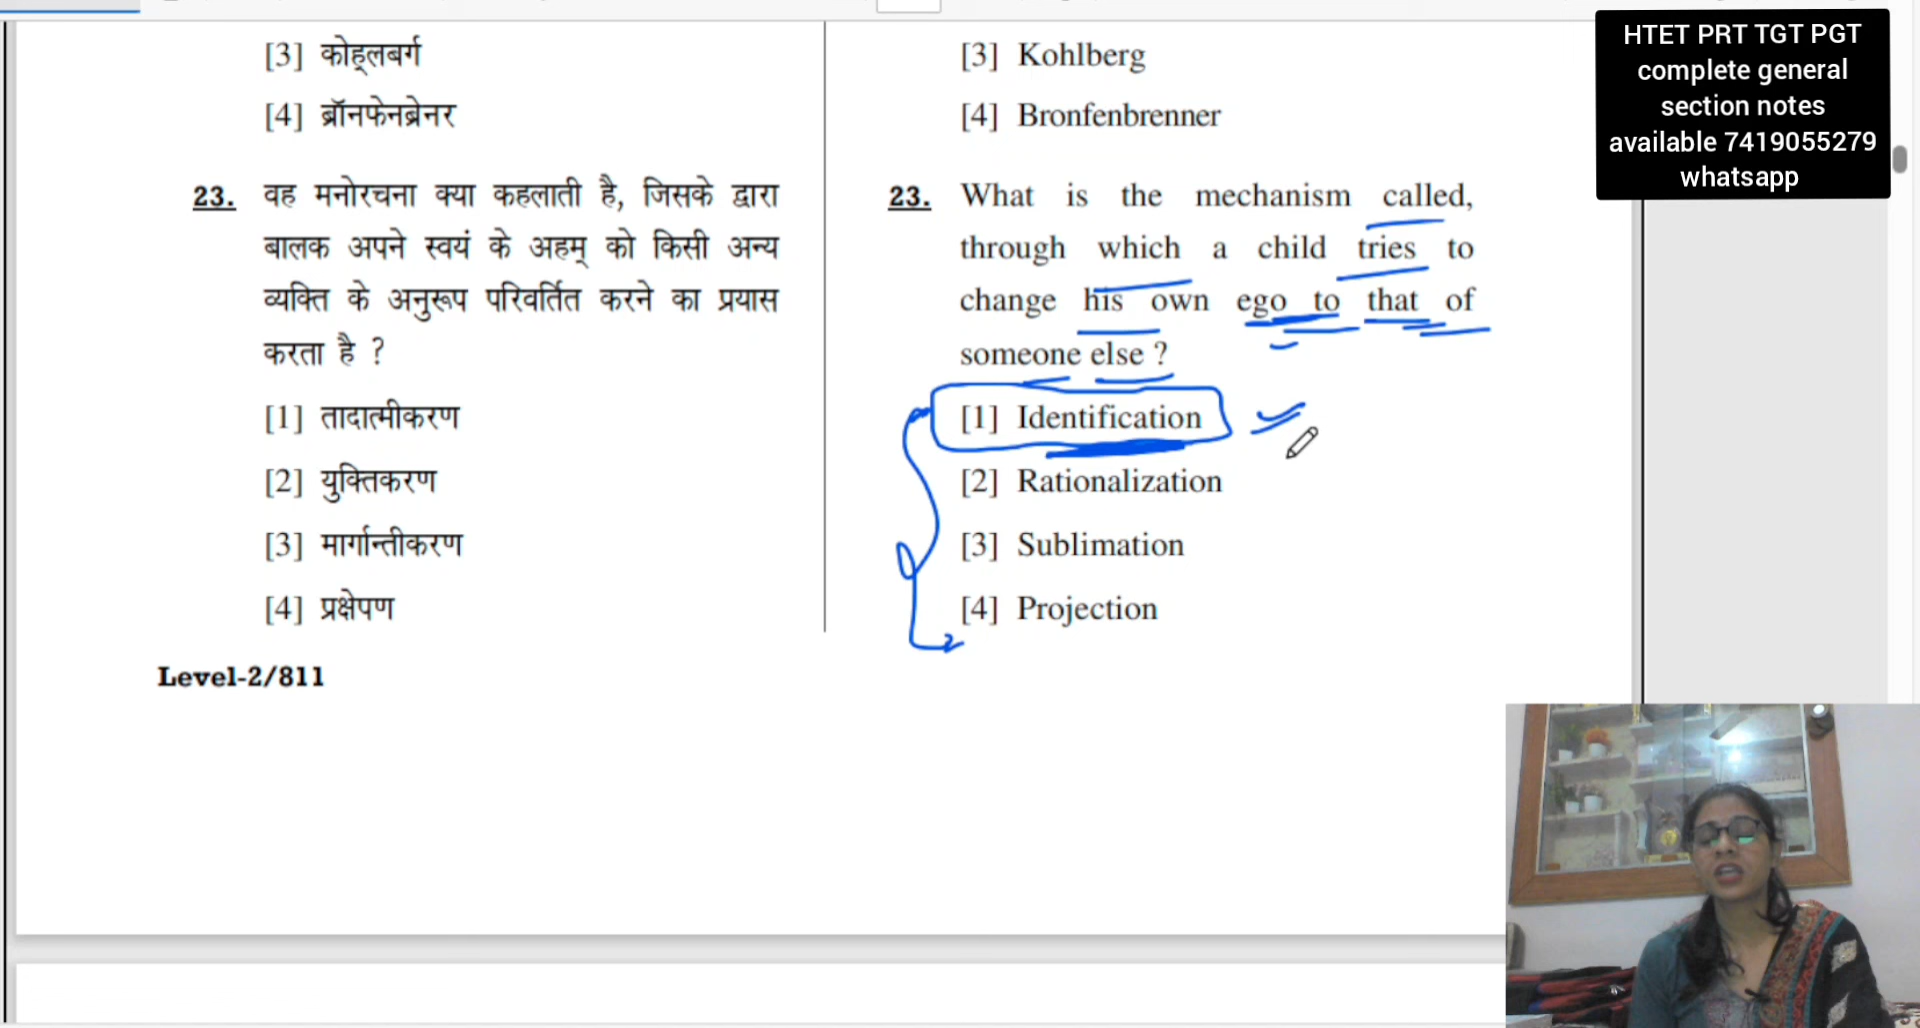 [3] कोह्लबर्ग
[4] ब्रॉनफेनब्रेनर
23. वह मनोरचना क्या कहलाती है, जिसके द्वारा
बालक अपने स्वयं के अहम् को किसी अन्य
व्यक्ति के अनुरूप परिवर्तित करने का प्रयास
करता है ?
[1] तादात्मीकरण
[2] युक्तिकरण
[3] मार्गान्तीकरण
[4] प्रक्षेपण
Level-2/811
[3] Kohlberg
[4] Bronfenbrenner
23. What is the mechanism called,
through which a child tries to
change his own ego to that of
someone else ?
[1] Identification
[2] Rationalization
[3] Sublimation
[4] Projection
HTET PRT TGT PGT
complete general
section notes
available 7419055279
whatsapp